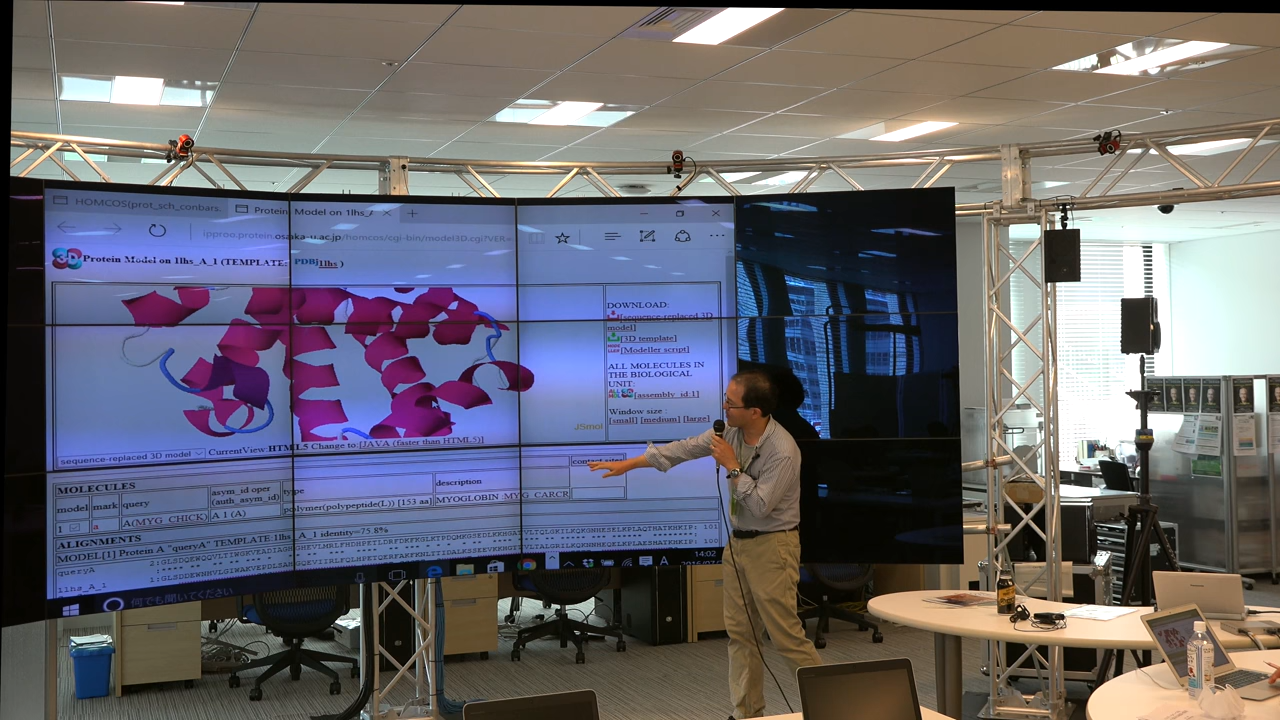 HOMCOS(prot_sch_conbars.
Protein Model on 1lhs_A
ipproo.protein.osaka-u.ac.jp/homcos/cgi-bin/model3D.cgi?VER=
Protein Model on 1lhs_A_1 (TEMPLATE: PDBj 1lhs )
DOWNLOAD:
[sequence-replaced 3D
model]
[3D template]
[Modeller script]
ALL MOLECULES IN
THE BIOLOGICAL
UNIT:
[assembly_id:1]
Window size :
[small] [medium] [large]
JSmol
sequence-replaced 3D model CurrentView:HTML5 Change to:[JAVA (faster than HTML5)]
MOLECULES
model mark query asym_id oper (auth_asym_id) type description contact sites
1 a A(MYG_CHICK) A 1 (A) polymer(polypeptide(L)) [153 aa] MYOGLOBIN :MYG_CARCR
ALIGNMENTS
MODEL[1] Protein A "queryA" TEMPLATE 1lhs_A_1 identity=75.8%
queryA
1lhs_A_1
101
100
14:02
何でも聞いてください